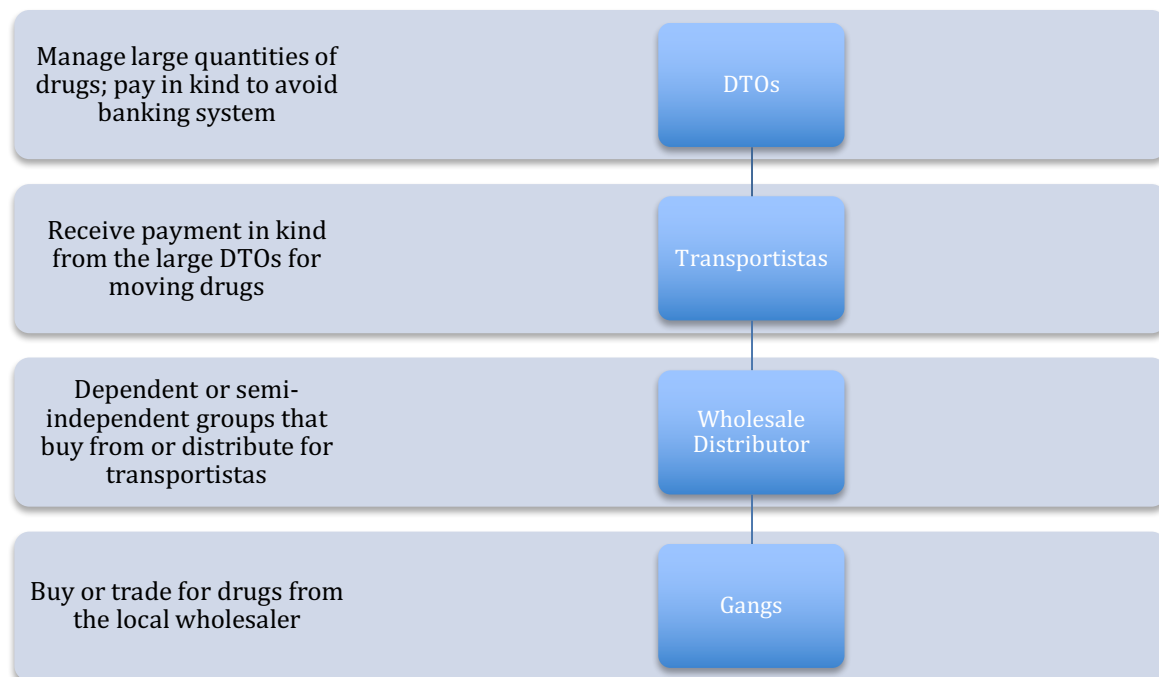 Manage large quantities of
drugs; pay in kind to avoid
banking system
DTOs
Receive payment in kind
from the large DTOs for
moving drugs
Transportistas
Dependent or semi-
independent groups that
buy from or distribute for
transportistas
Wholesale
Distributor
Buy or trade for drugs from
the local wholesaler
Gangs